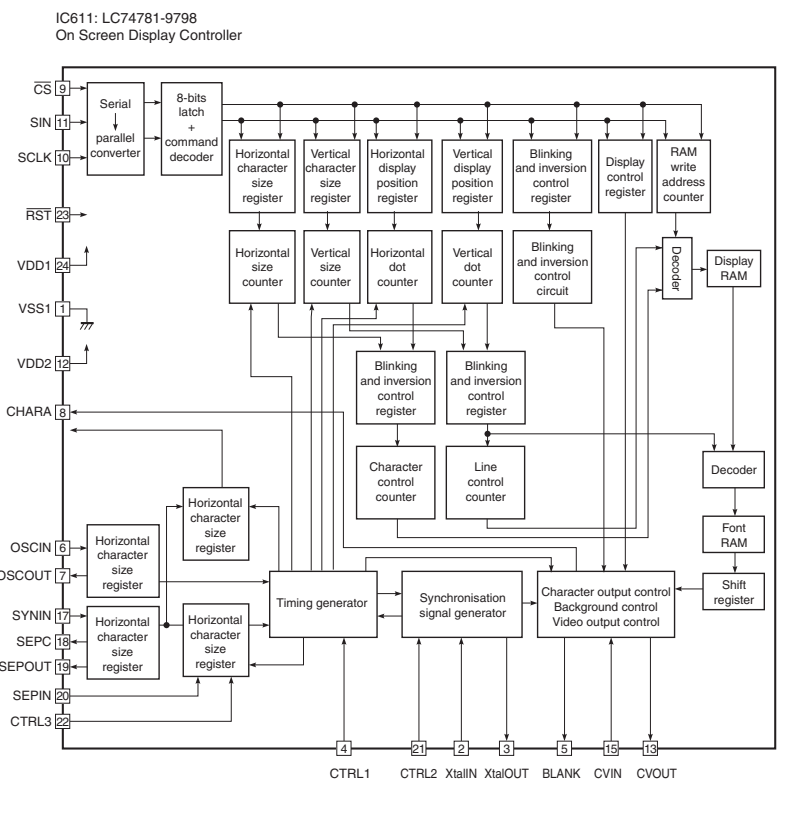 IC611: LC74781-9798
On Screen Display Controller
CS 9
SIN 11
SCLK 10
RST 23
VDD1 24
VSS1 1
VDD2 12
CHARA 8
OSCIN 6
OSCOUT 7
SYNIN 17
SEPC 18
SEPOUT 19
SEPIN 20
CTRL3 22
Serial
parallel
converter
8-bits
latch
+
command
decoder
Horizontal
character
size
register
Vertical
character
size
register
Horizontal
display
position
register
Vertical
display
position
register
Blinking
and inversion
control
register
Display
control
register
RAM
write
address
counter
Horizontal
size
counter
Vertical
size
counter
Horizontal
dot
counter
Vertical
dot
counter
Blinking
and inversion
control
circuit
Decoder
Display
RAM
Blinking
and inversion
control
register
Blinking
and inversion
control
register
Character
control
counter
Line
control
counter
Decoder
Font
RAM
Shift
register
Horizontal
character
size
register
Horizontal
character
size
register
Horizontal
character
size
register
Horizontal
character
size
register
Timing generator
Synchronisation
signal generator
Character output control
Background control
Video output control
4 21 2 3 5 15 13
CTRL1 CTRL2 XtalIN XtalOUT BLANK CVIN CVOUT